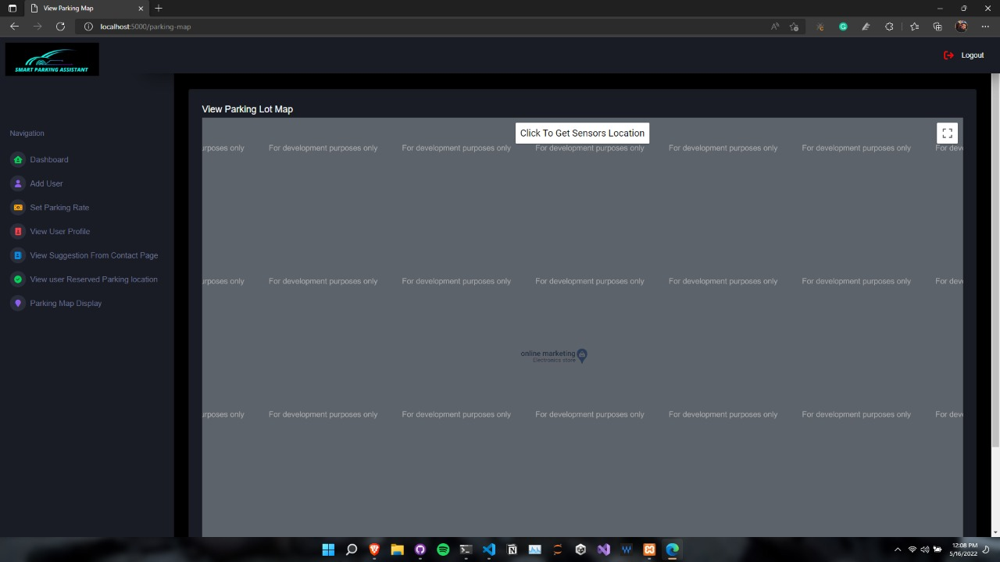 View Parking Map
localhost:5000/parking-map
SMART PARKING ASSISTANT
Logout
Navigation
Dashboard
Add User
Set Parking Rate
View User Profile
View Suggestion From Contact Page
View user Reserved Parking location
Parking Map Display
View Parking Lot Map
Click To Get Sensors Location
urposes only For development purposes only For development purposes only For development purposes only For development purposes only For development purposes only For dev
urposes only For development purposes only For development purposes only For development purposes only For development purposes only For development purposes only For dev
online marketing
Electronics store
urposes only For development purposes only For development purposes only For development purposes only For development purposes only For development purposes only For dev
12:08 PM
5/16/2022